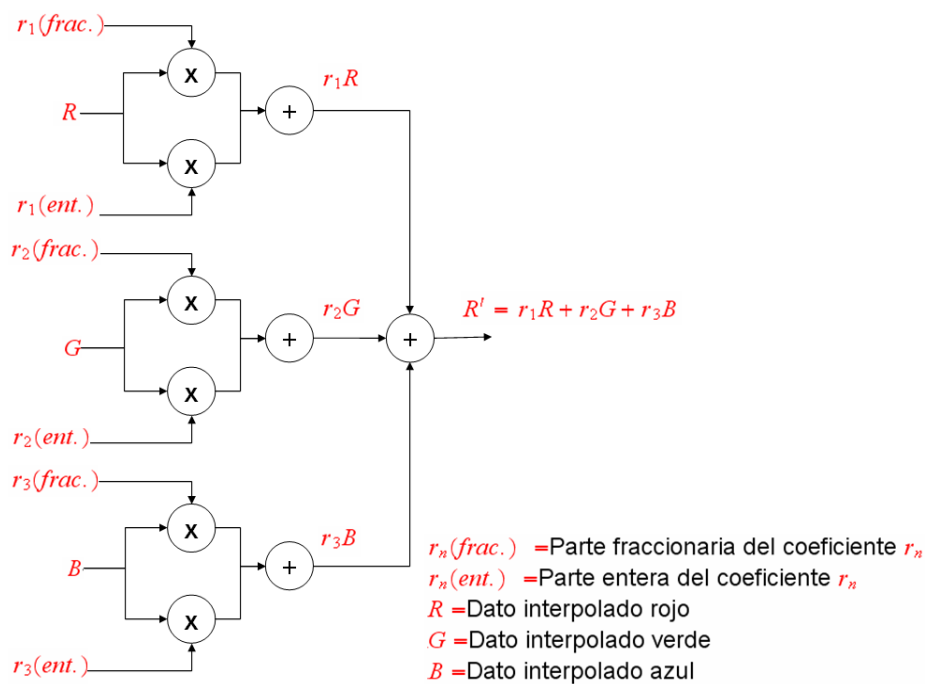 r₁(frac.)
X
r₁R
+
R
X
r₁(ent.)
r₂(frac.)
X
r₂G
R' = r₁R + r₂G + r₃B
+
+
G
X
r₂(ent.)
r₃(frac.)
X
r₃B
+
B
X
r₃(ent.)
rₙ(frac.) =Parte fraccionaria del coeficiente rₙ
rₙ(ent.) =Parte entera del coeficiente rₙ
R =Dato interpolado rojo
G =Dato interpolado verde
B =Dato interpolado azul